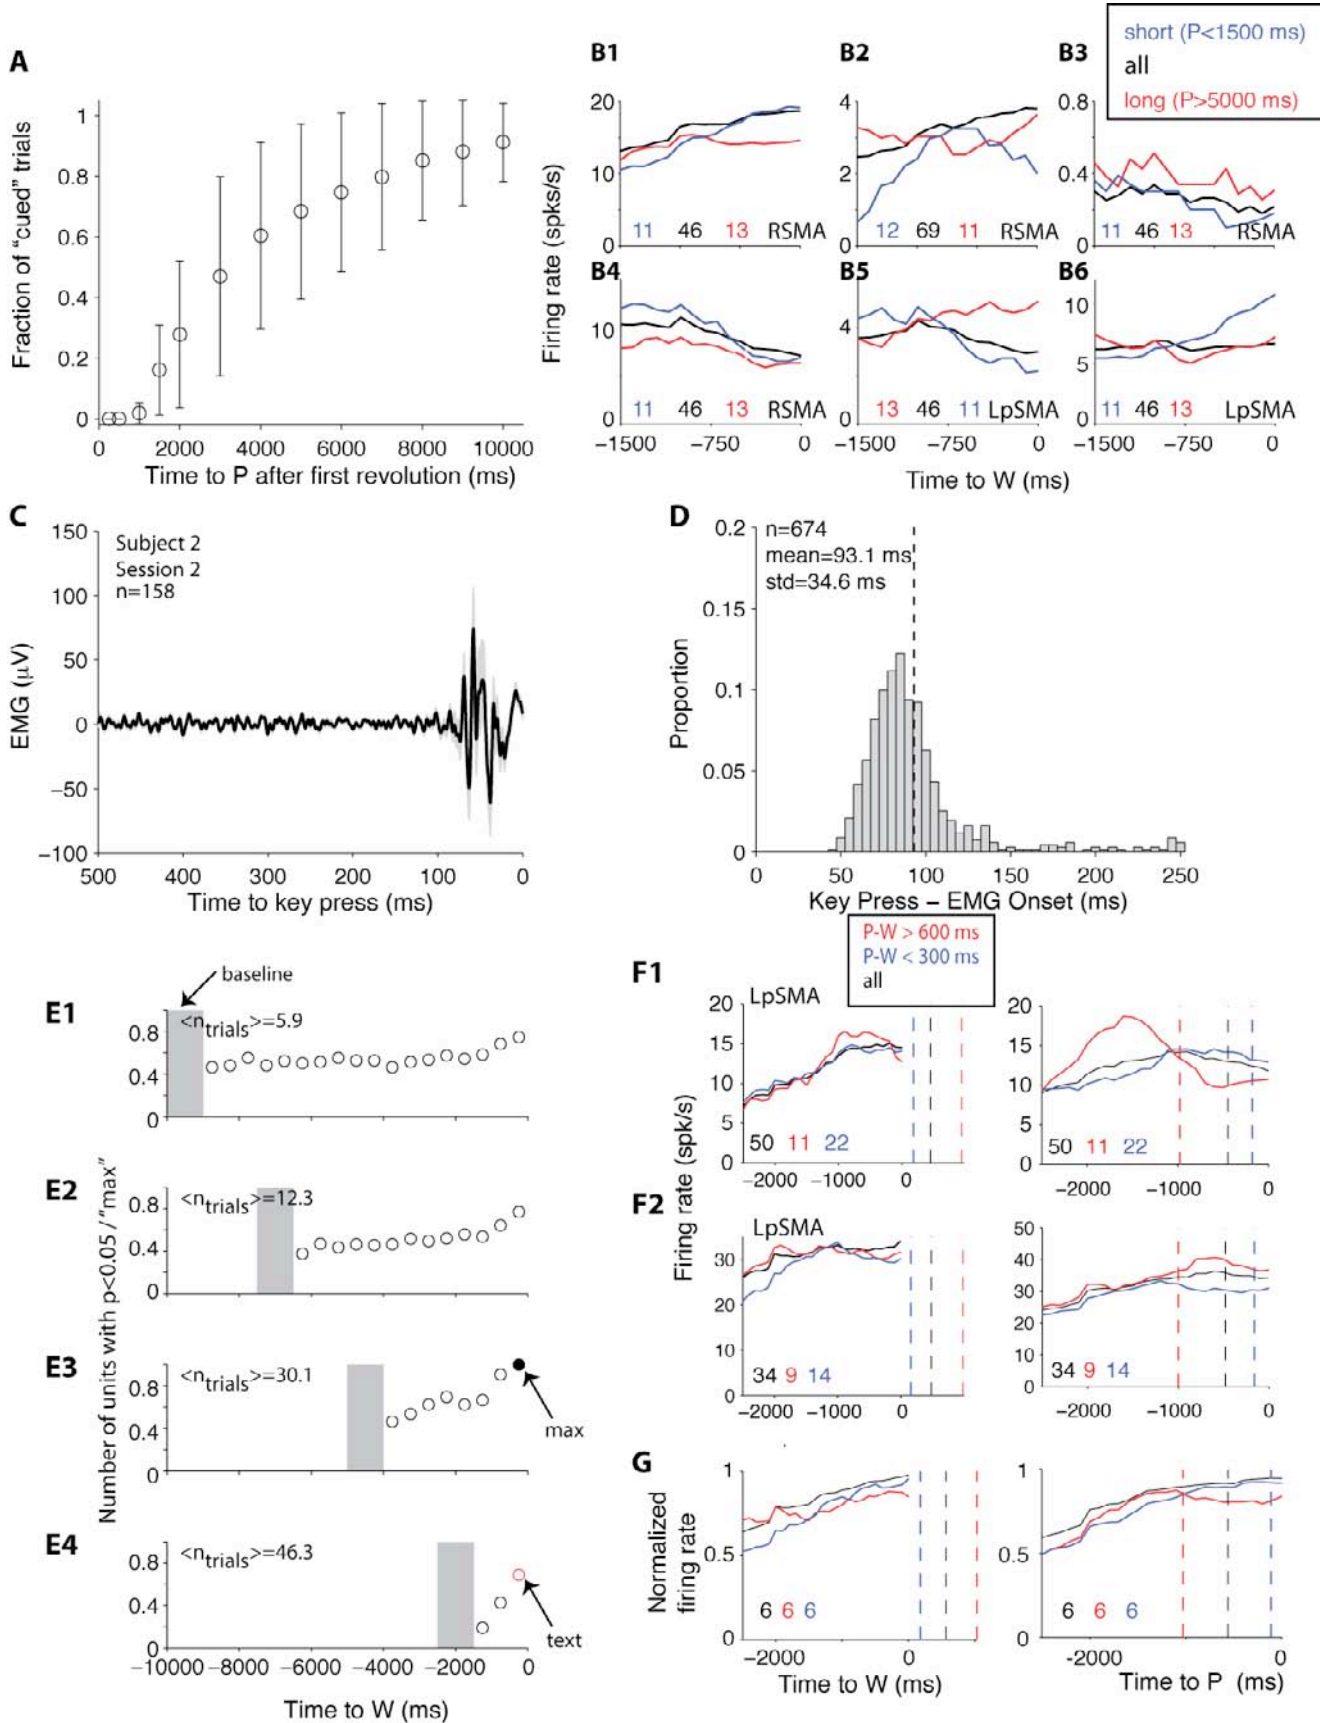 A
1
0.8
0.6
0.4
0.2
0
Fraction of "cued" trials
0 2000 4000 6000 8000 10000
Time to P after first revolution (ms)
short (P<1500 ms)
all
long (P>5000 ms)
B1
20
10
0
11 46 13 RSMA
B2
4
2
0
12 69 11 RSMA
B3
0.8
0.4
0
11 46 13 RSMA
Firing rate (spks/s)
B4
10
0
11 46 13 RSMA
−1500 −750 0
B5
4
0
13 46 11 LpSMA
−1500 −750 0
B6
10
5
0
11 46 13 LpSMA
−1500 −750 0
Time to W (ms)
C
150
100
50
0
−50
−100
EMG (μV)
Subject 2
Session 2
n=158
500 400 300 200 100 0
Time to key press (ms)
D
0.2
0.15
0.1
0.05
0
Proportion
n=674
mean=93.1 ms
std=34.6 ms
0 50 100 150 200 250
Key Press – EMG Onset (ms)
baseline
E1
0.8
0.4
0
<n trials>=5.9
E2
0.8
0.4
0
<n trials>=12.3
E3
0.8
0.4
0
<n trials>=30.1
max
E4
0.8
0.4
0
<n trials>=46.3
text
Number of units with p<0.05 / "max"
−10000 −8000 −6000 −4000 −2000 0
Time to W (ms)
P-W > 600 ms
P-W < 300 ms
all
F1
LpSMA
20
15
10
5
0
50 11 22
−2000 −1000 0
20
15
10
5
0
50 11 22
−2000 −1000 0
Firing rate (spk/s)
F2
LpSMA
30
20
10
0
34 9 14
−2000 −1000 0
50
40
30
20
10
0
34 9 14
−2000 −1000 0
G
Normalized
firing rate
1
0.5
0
6 6 6
−2000 0
Time to W (ms)
1
0.5
0
6 6 6
−2000 0
Time to P (ms)